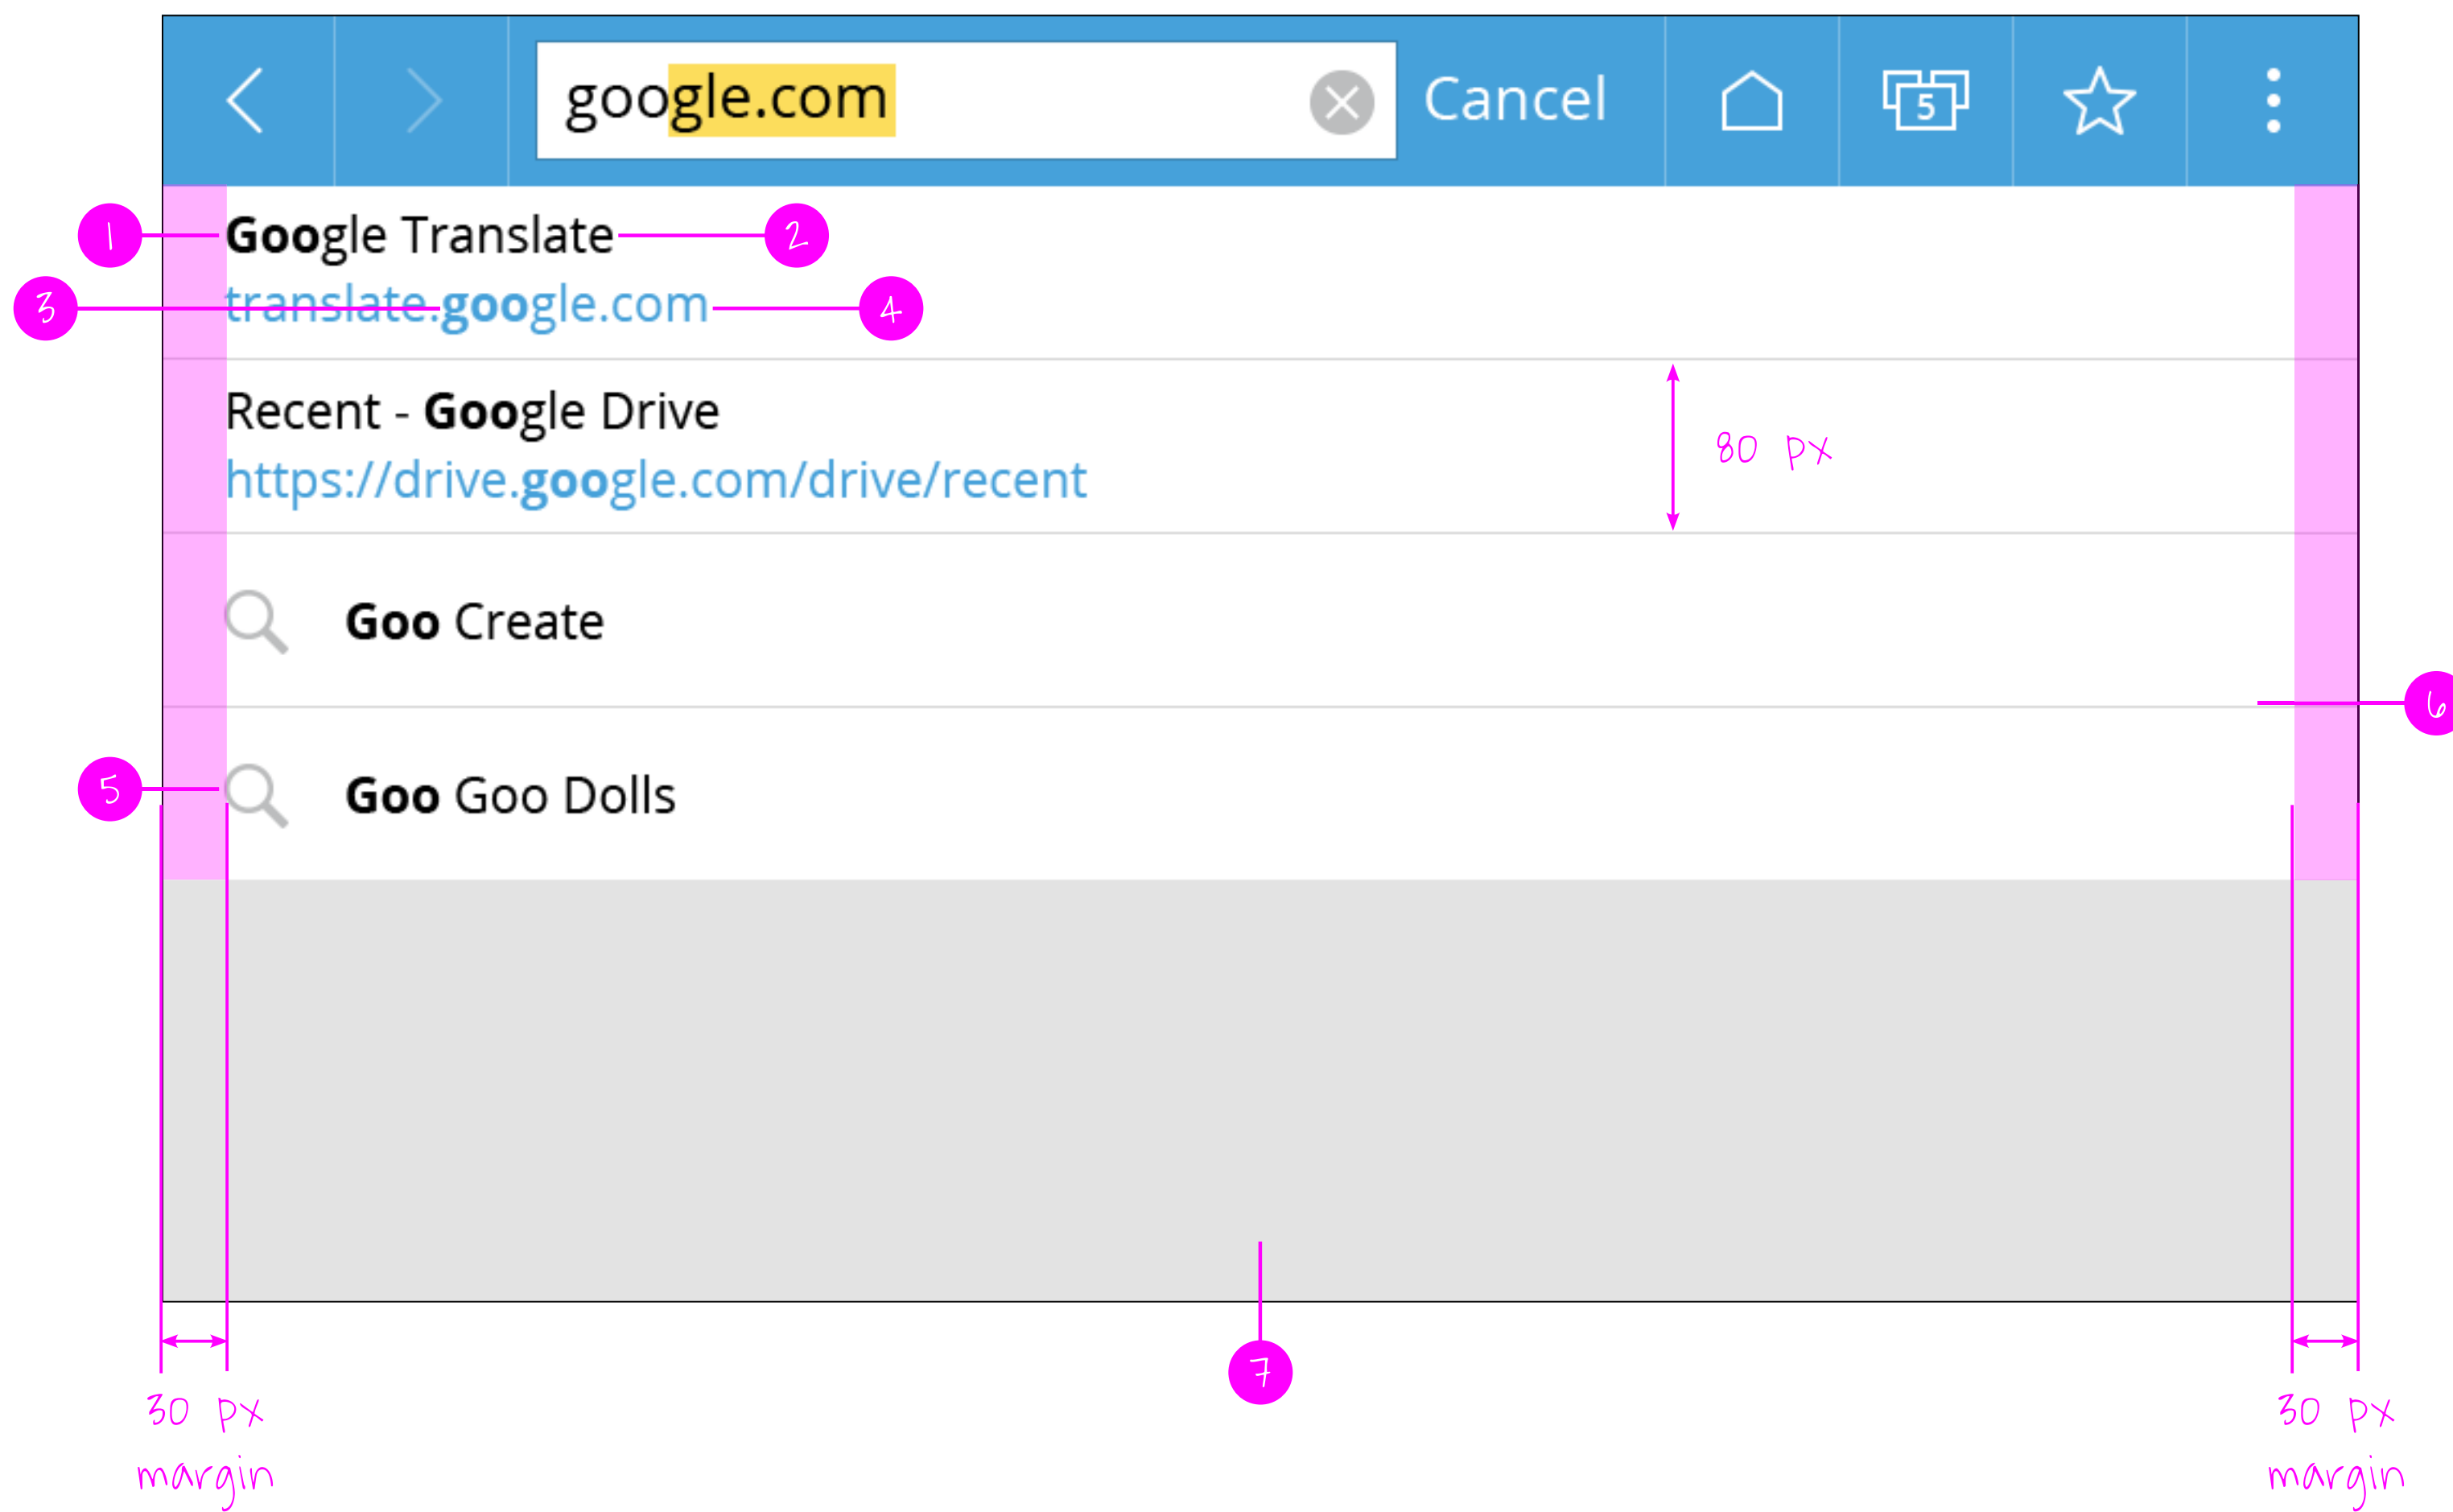 google.com Cancel 5
1 Google Translate 2
3 translate.google.com 4
Recent - Google Drive
80 px
https://drive.google.com/drive/recent
Goo Create
6
5 Goo Goo Dolls
7
30 px
margin
30 px
margin